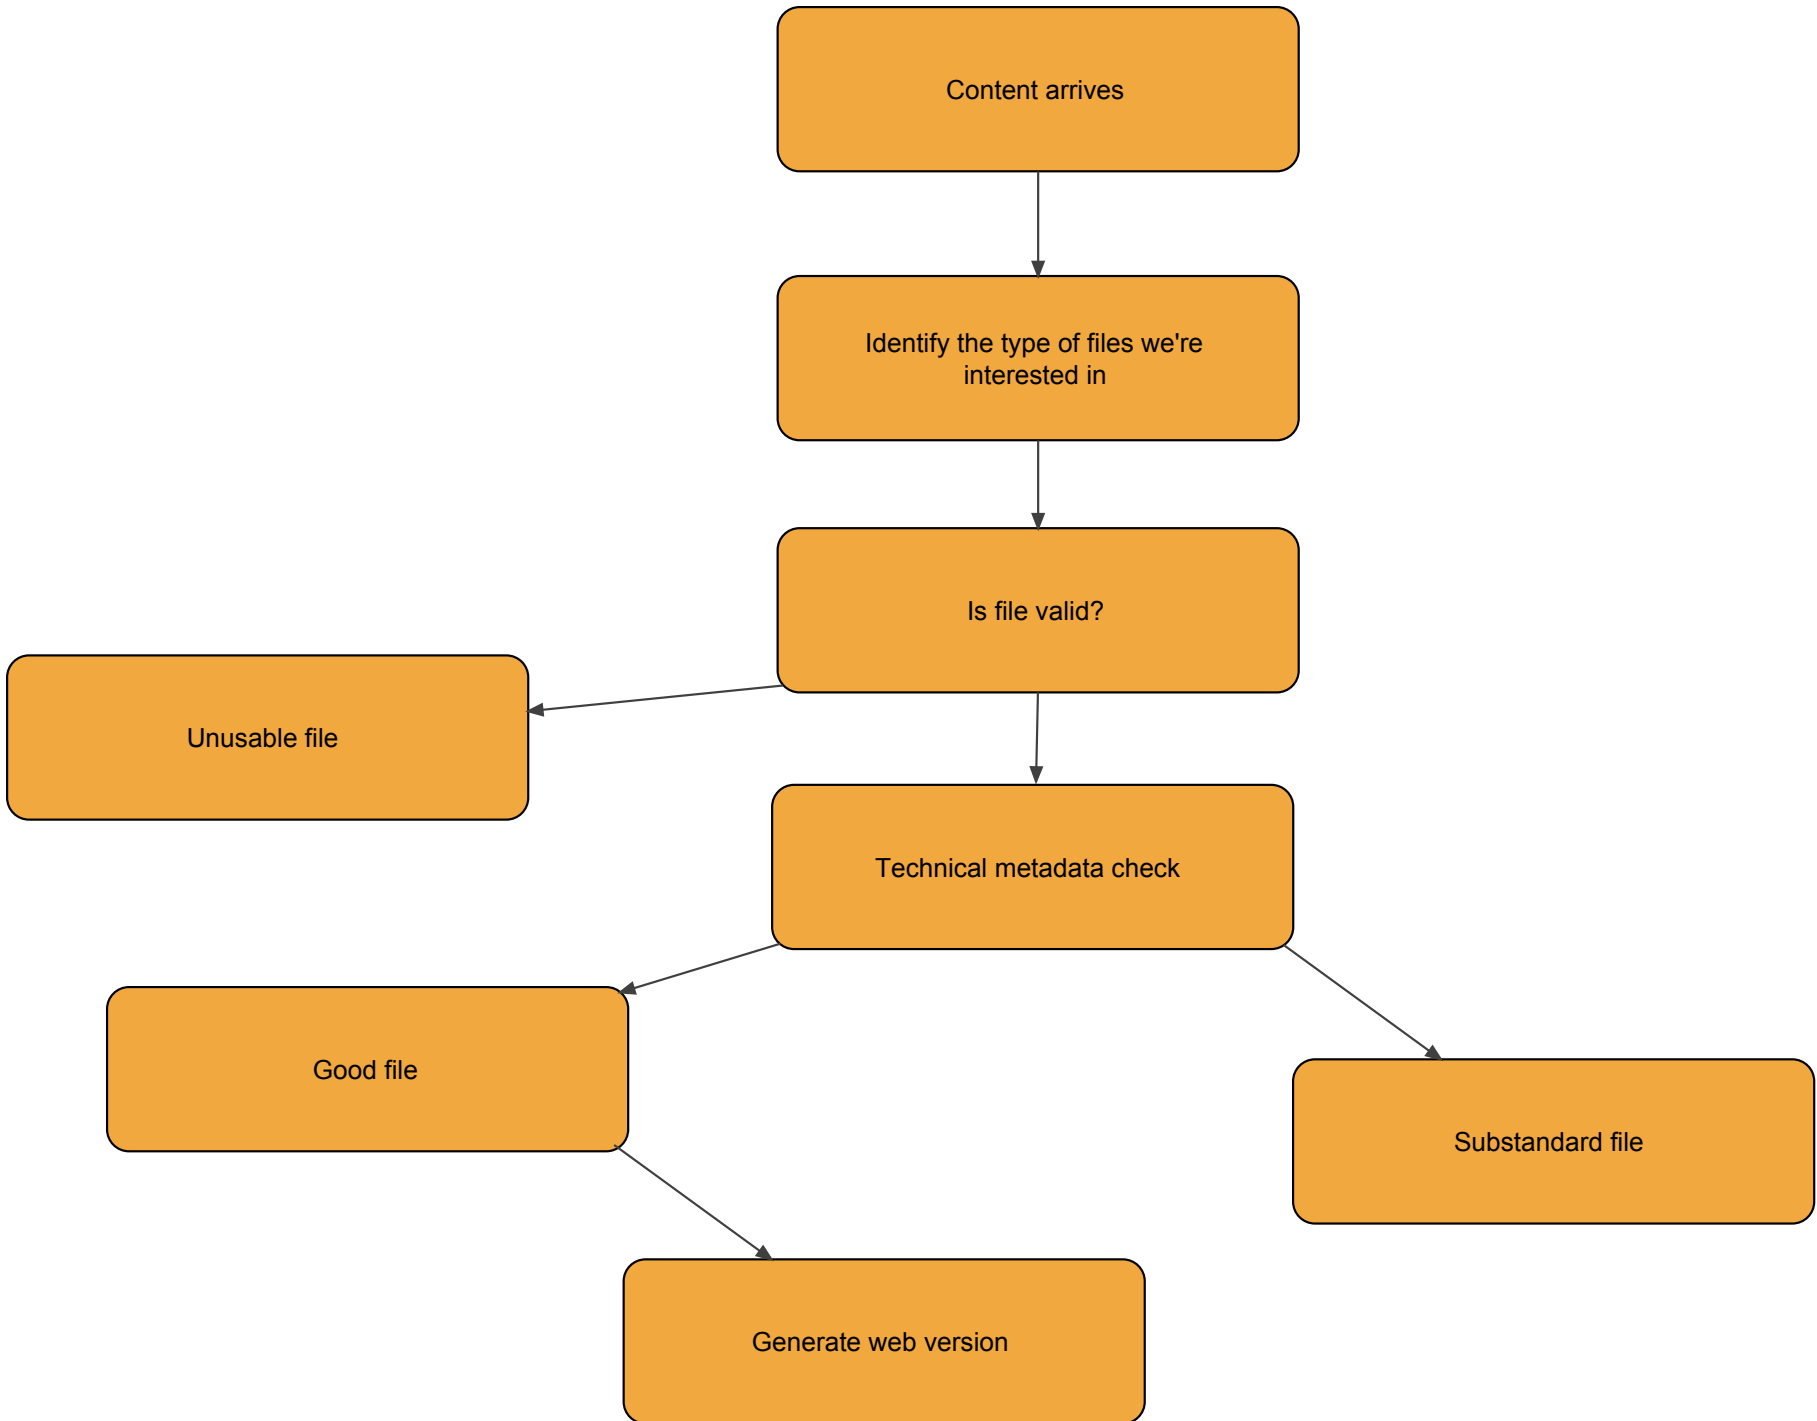 Content arrives
Identify the type of files we're
interested in
Is file valid?
Unusable file
Technical metadata check
Good file
Substandard file
Generate web version